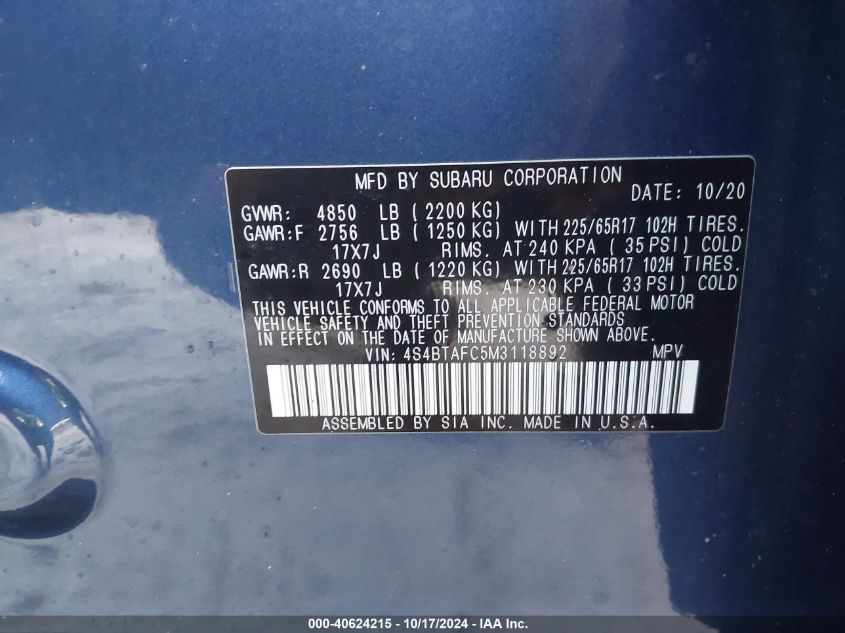 MFD BY SUBARU CORPORATION
DATE: 10/20
GVWR: 4850 LB ( 2200 KG)
GAWR:F 2756 LB ( 1250 KG) WITH 225/65R17 102H TIRES.
17X7J RIMS. AT 240 KPA ( 35 PSI) COLD
GAWR:R 2690 LB ( 1220 KG) WITH 225/65R17 102H TIRES.
17X7J RIMS. AT 230 KPA ( 33 PSI) COLD
THIS VEHICLE CONFORMS TO ALL APPLICABLE FEDERAL MOTOR
VEHICLE SAFETY AND THEFT PREVENTION STANDARDS
IN EFFECT ON THE DATE OF MANUFACTURE SHOWN ABOVE.
VIN: 4S4BTAFC5M3118892 MPV
ASSEMBLED BY SIA INC. MADE IN U.S.A.
000-40624215 - 10/17/2024 - IAA Inc.